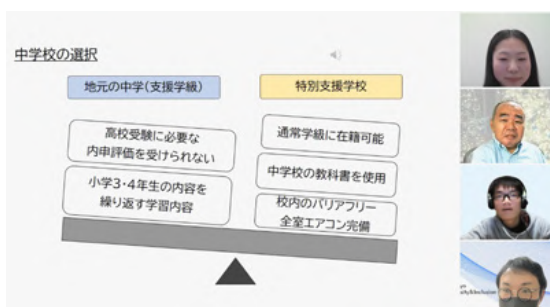 中学校の選択
地元の中学(支援学級)
特別支援学校
高校受験に必要な
内申評価を受けられない
小学3・4年生の内容を
繰り返す学習内容
通常学級に在籍可能
中学校の教科書を使用
校内のバリアフリー
全室エアコン完備